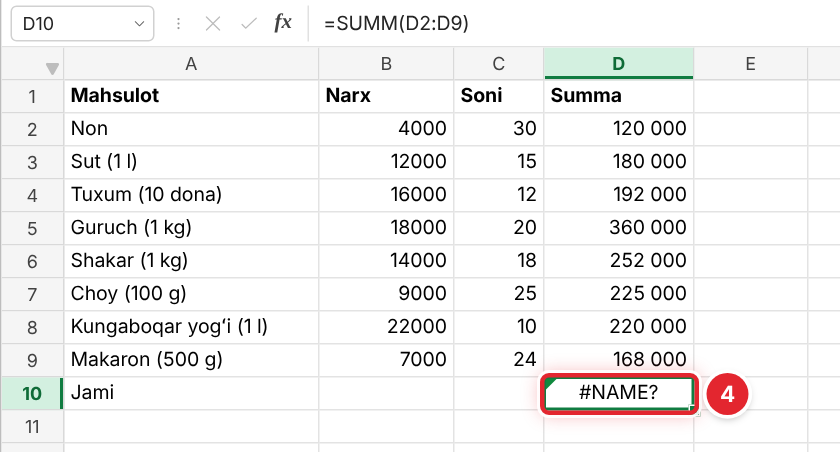 D10 fx =SUMM(D2:D9)
A B C D E
1 Mahsulot Narx Soni Summa
2 Non 4000 30 120 000
3 Sut (1 l) 12000 15 180 000
4 Tuxum (10 dona) 16000 12 192 000
5 Guruch (1 kg) 18000 20 360 000
6 Shakar (1 kg) 14000 18 252 000
7 Choy (100 g) 9000 25 225 000
8 Kungaboqar yogʻi (1 l) 22000 10 220 000
9 Makaron (500 g) 7000 24 168 000
10 Jami #NAME? 4
11